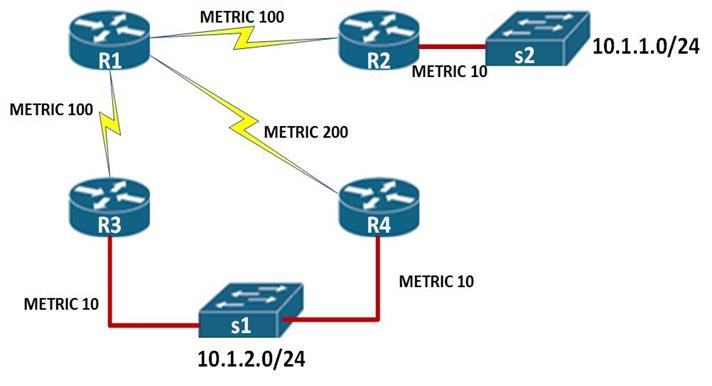 METRIC 100
R1
R2
s2
10.1.1.0/24
METRIC 10
METRIC 100
METRIC 200
R3
R4
METRIC 10
METRIC 10
s1
10.1.2.0/24